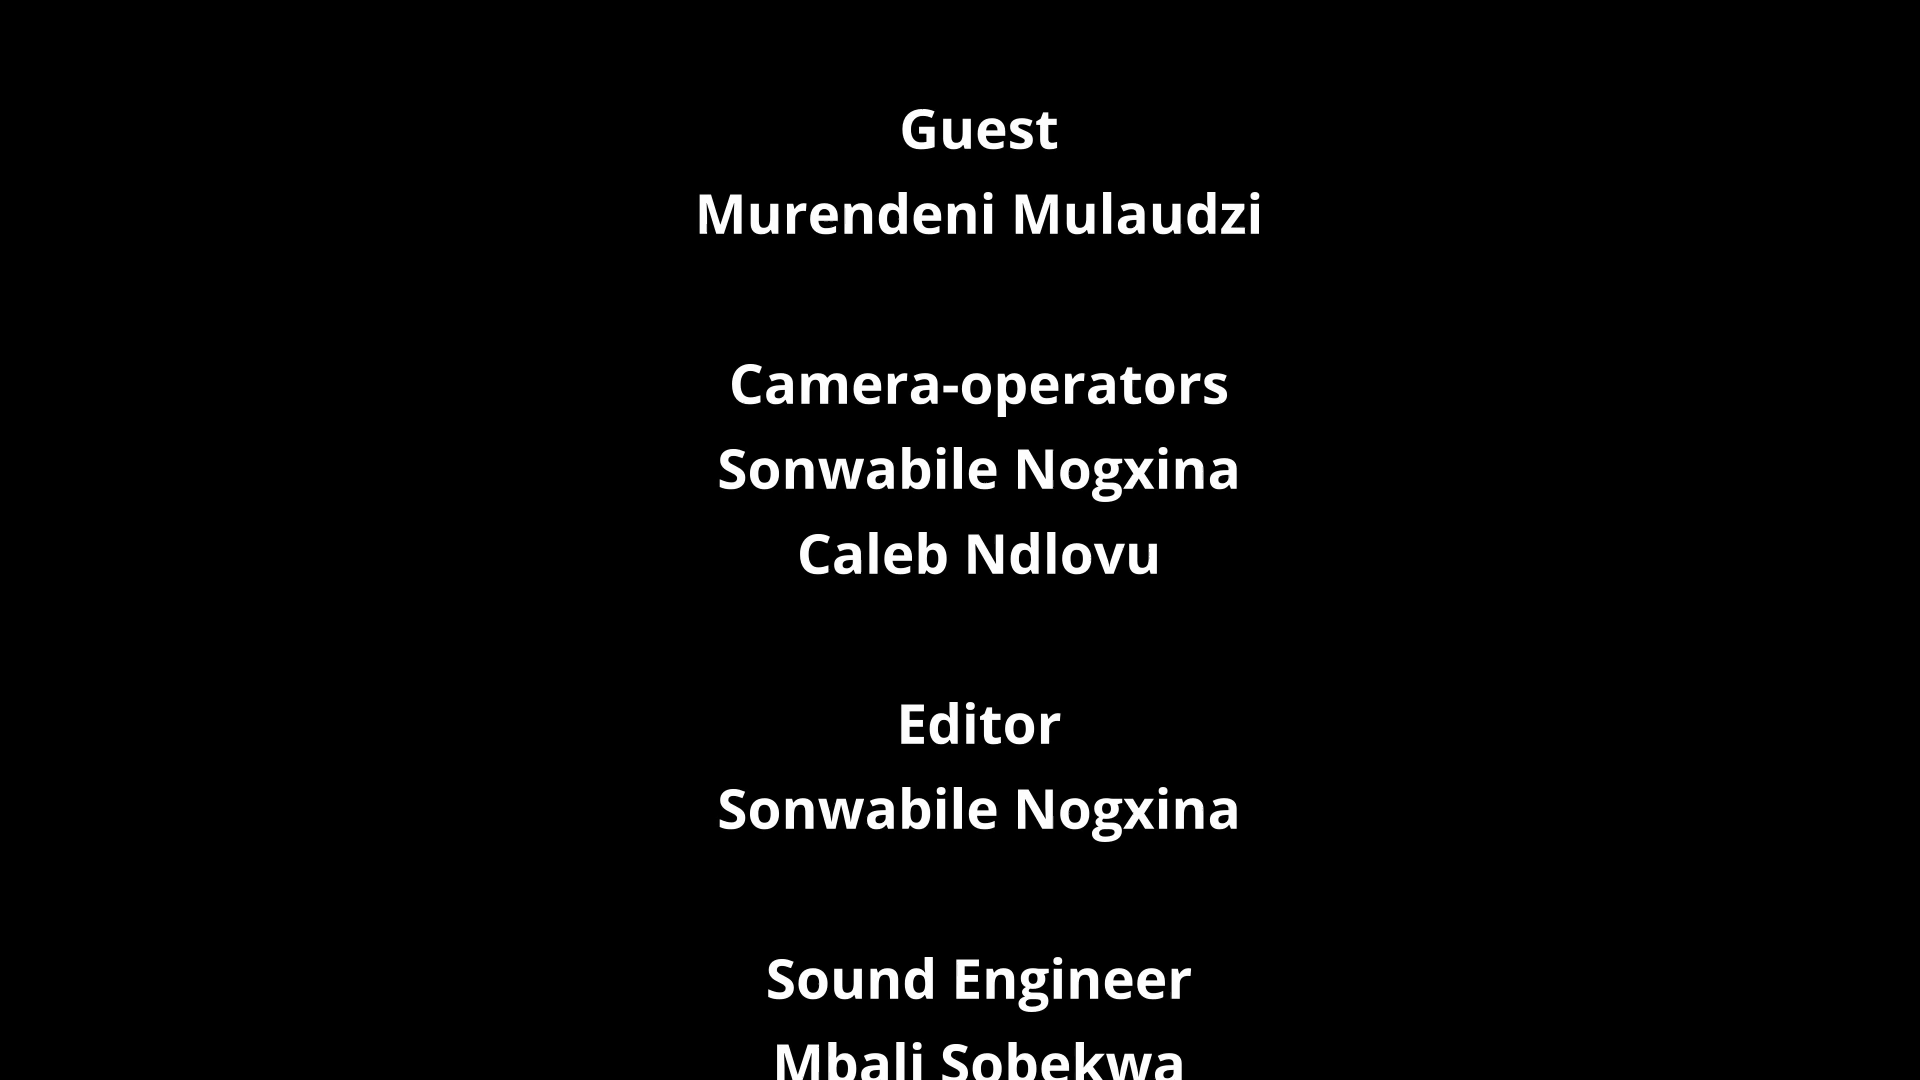 Guest
Murendeni Mulaudzi
Camera-operators
Sonwabile Nogxina
Caleb Ndlovu
Editor
Sonwabile Nogxina
Sound Engineer
Mbali Sobekwa